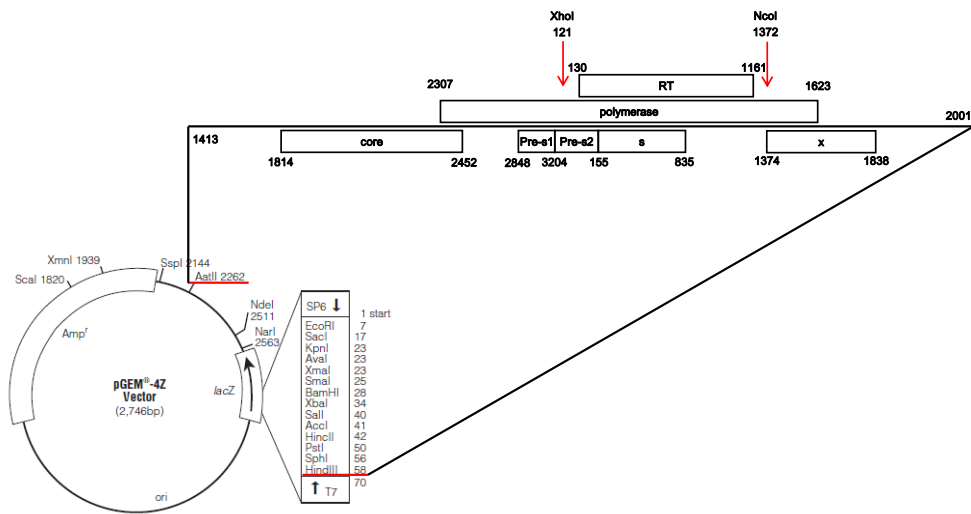 XhoI
121
NcoI
1372
130
1161
RT
2307
1623
polymerase
2001
1413
core
Pre-s1
Pre-s2
s
x
1814
2452
2848
3204
155
835
1374
1838
XmnI 1939
SspI 2144
ScaI 1820
AatII 2262
NdeI
2511
NarI
2563
Ampr
lacZ
pGEM®-4Z
Vector
(2,746bp)
ori
SP6 ↓
1 start
EcoRI 7
SacI 17
KpnI 23
AvaI 23
XmaI 23
SmaI 25
BamHI 28
XbaI 34
SalI 40
AccI 41
HincII 42
PstI 50
SphI 56
HindIII 58
70
↑ T7